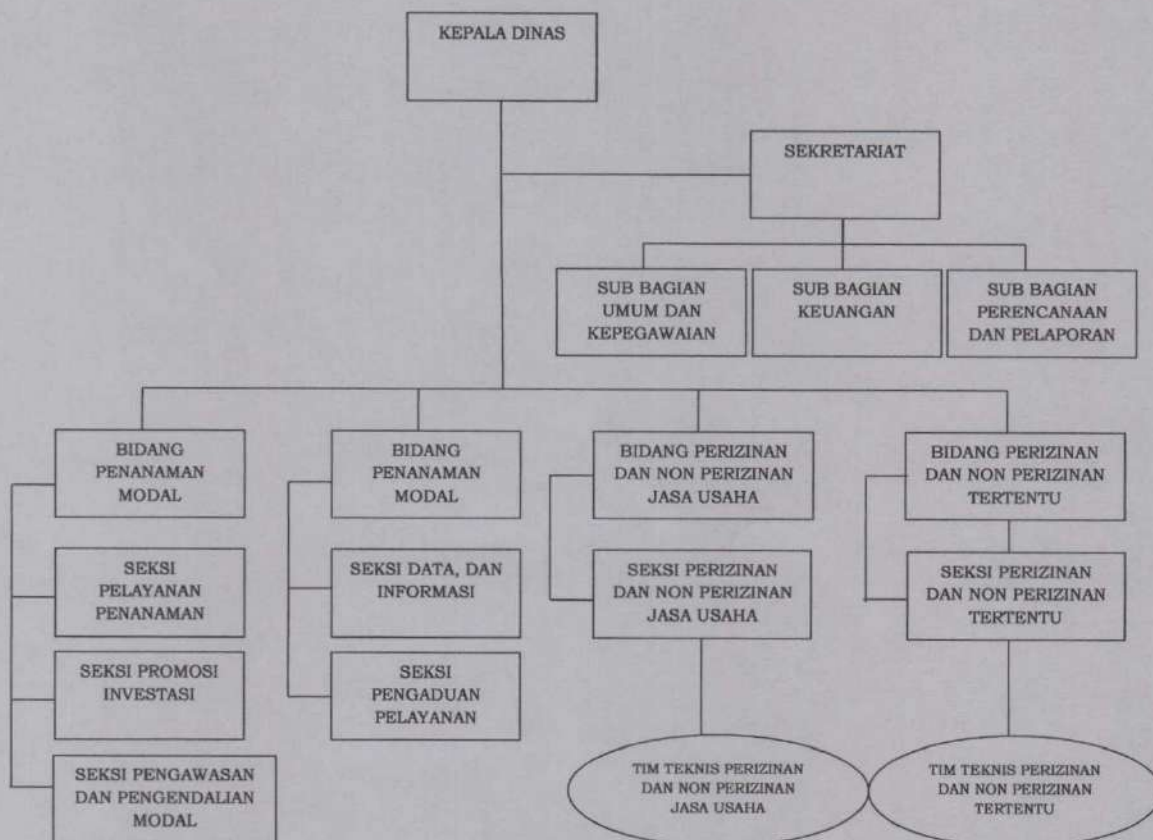 KEPALA DINAS
SEKRETARIAT
SUB BAGIAN
UMUM DAN
KEPEGAWAIAN
SUB BAGIAN
KEUANGAN
SUB BAGIAN
PERENCANAAN
DAN PELAPORAN
BIDANG
PENANAMAN
MODAL
BIDANG
PENANAMAN
MODAL
BIDANG PERIZINAN
DAN NON PERIZINAN
JASA USAHA
BIDANG PERIZINAN
DAN NON PERIZINAN
TERTENTU
SEKSI
PELAYANAN
PENANAMAN
SEKSI DATA, DAN
INFORMASI
SEKSI PERIZINAN
DAN NON PERIZINAN
JASA USAHA
SEKSI PERIZINAN
DAN NON PERIZINAN
TERTENTU
SEKSI PROMOSI
INVESTASI
SEKSI
PENGADUAN
PELAYANAN
SEKSI PENGAWASAN
DAN PENGENDALIAN
MODAL
TIM TEKNIS PERIZINAN
DAN NON PERIZINAN
JASA USAHA
TIM TEKNIS PERIZINAN
DAN NON PERIZINAN
TERTENTU